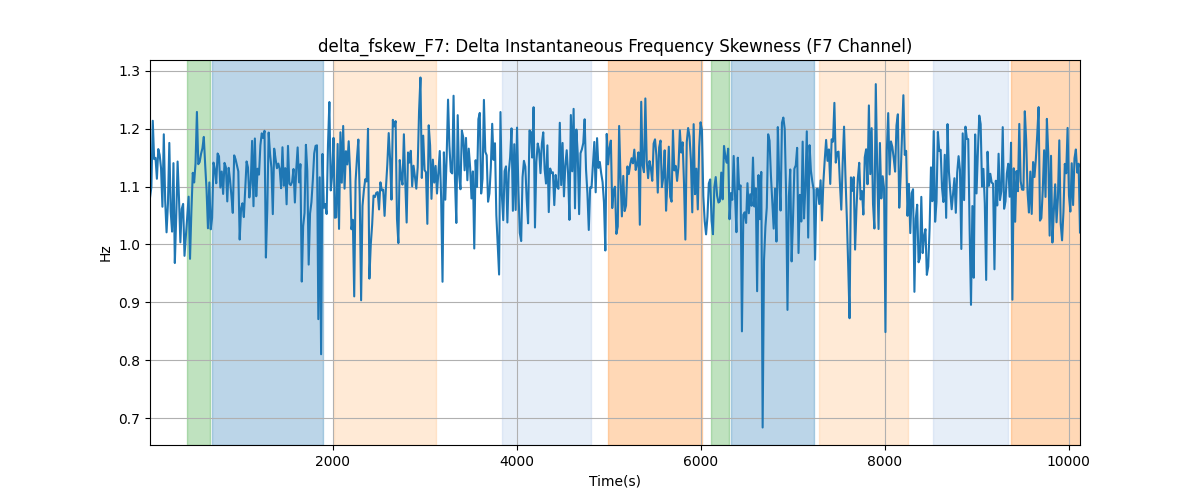 delta_fskew_F7: Delta Instantaneous Frequency Skewness (F7 Channel)
1.3
1.2
1.1
1.0
0.9
0.8
0.7
Hz
2000 4000 6000 8000 10000
Time(s)